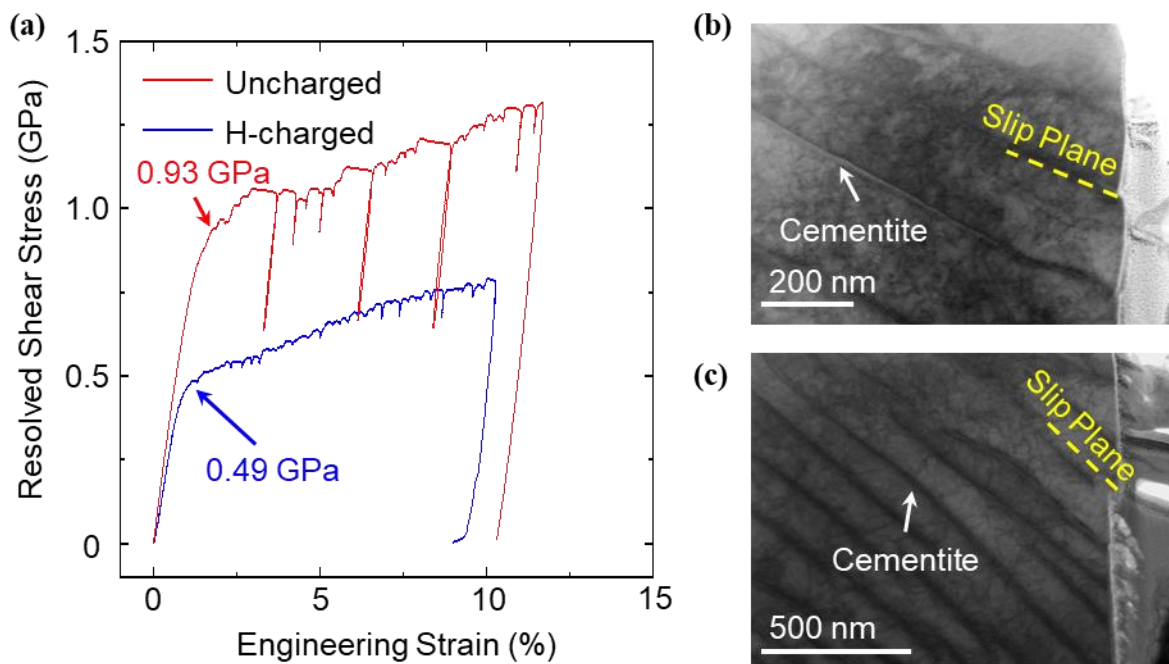 (a)
Resolved Shear Stress (GPa)
1.5
1.0
0.5
0
Uncharged
H-charged
0.93 GPa
0.49 GPa
0 5 10 15
Engineering Strain (%)
(b)
Slip Plane
Cementite
200 nm
(c)
Slip Plane
Cementite
500 nm